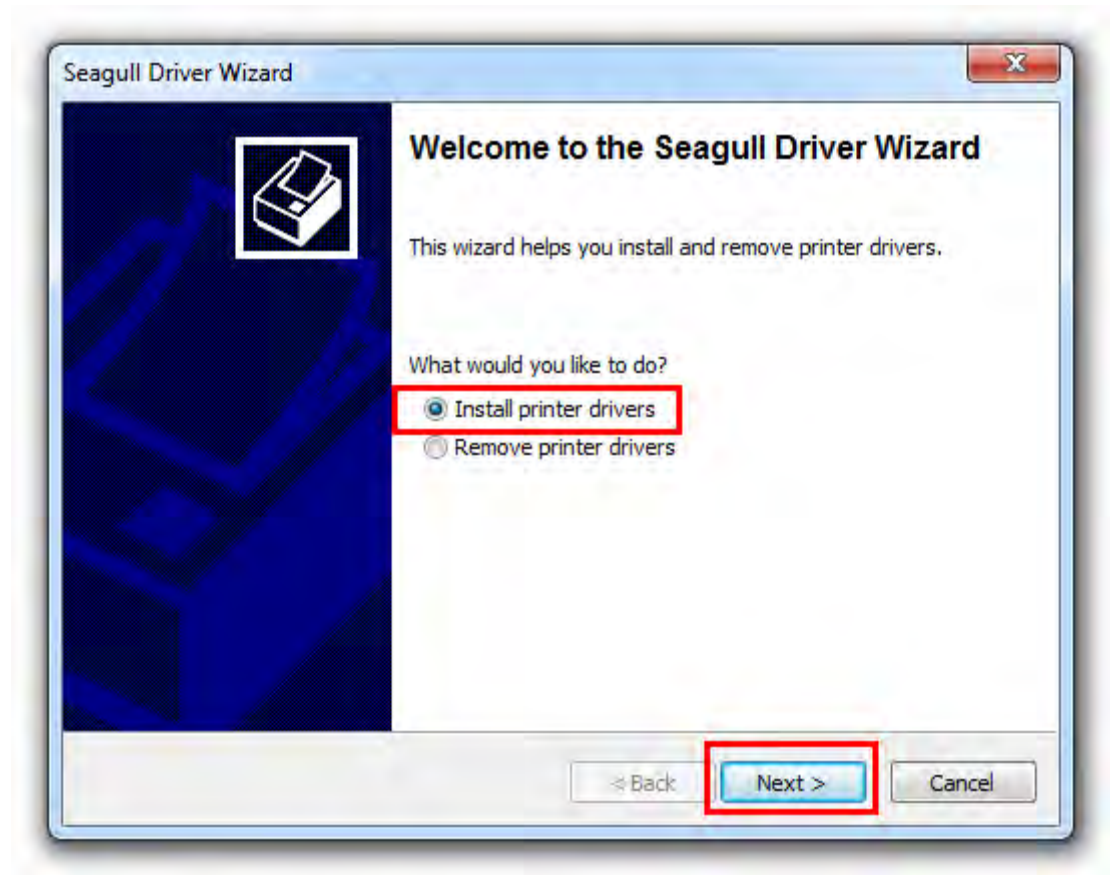 Seagull Driver Wizard
Welcome to the Seagull Driver Wizard
This wizard helps you install and remove printer drivers.
What would you like to do?
Install printer drivers
Remove printer drivers
< Back Next > Cancel